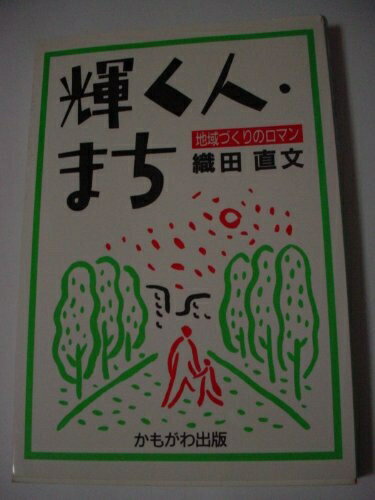 輝く人・
まち
地域づくりのロマン
織田 直文
かもがわ出版